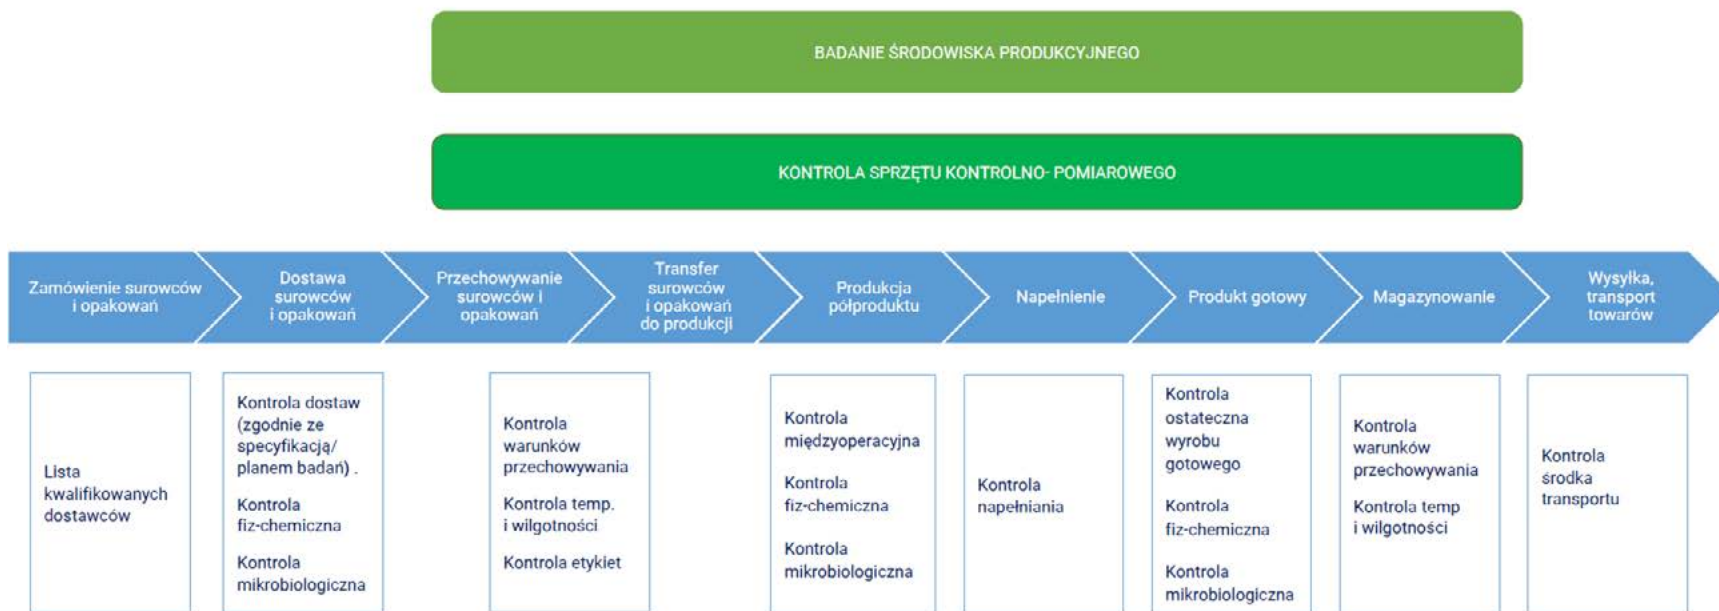 BADANIE ŚRODOWISKA PRODUKCYJNEGO
KONTROLA SPRZĘTU KONTROLNO- POMIAROWEGO
Zamówienie surowców
i opakowań
Dostawa
surowców
i opakowań
Przechowywanie
surowców i
opakowań
Transfer
surowców
i opakowań
do produkcji
Produkcja
półproduktu
Napełnienie
Produkt gotowy
Magazynowanie
Wysyłka,
transport
towarów
Lista
kwalifikowanych
dostawców
Kontrola dostaw
(zgodnie ze
specyfikacją/
planem badań) .
Kontrola
fiz-chemiczna
Kontrola
mikrobiologiczna
Kontrola
warunków
przechowywania
Kontrola temp.
i wilgotności
Kontrola etykiet
Kontrola
międzyoperacyjna
Kontrola
fiz-chemiczna
Kontrola
mikrobiologiczna
Kontrola
napełniania
Kontrola
ostateczna
wyrobu
gotowego
Kontrola
fiz-chemiczna
Kontrola
mikrobiologiczna
Kontrola
warunków
przechowywania
Kontrola temp
i wilgotności
Kontrola
środka
transportu